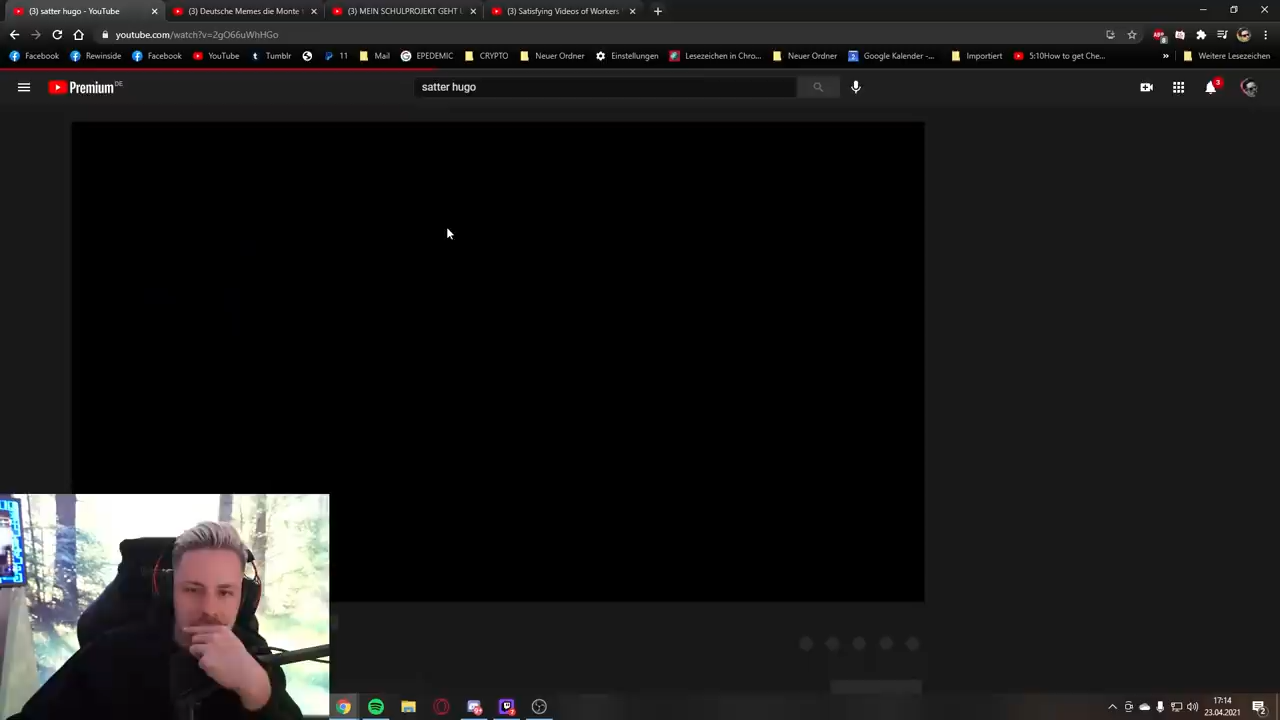 (3) satter hugo - YouTube
(3) Deutsche Memes die Monte
(3) MEIN SCHULPROJEKT GEHT
(3) Satisfying Videos of Workers
youtube.com/watch?v=2gO66uWhHGo
Facebook
Rewinside
Facebook
YouTube
Tumblr
11
Mail
EPEDEMIC
CRYPTO
Neuer Ordner
Einstellungen
Lesezeichen in Chro...
Neuer Ordner
Google Kalender -...
Importiert
5:10How to get Che...
»
Weitere Lesezeichen
Premium DE
satter hugo
3
17:14
23.04.2021